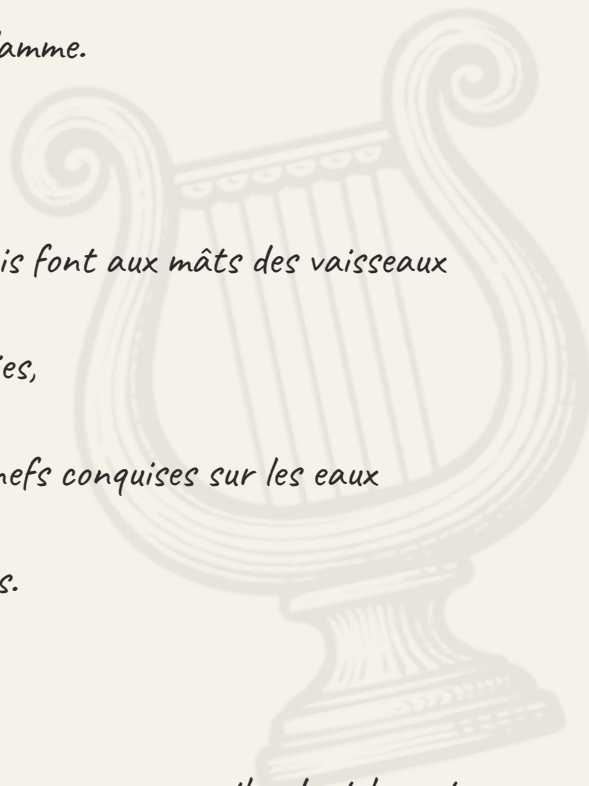 amme.
is font aux mâts des vaisseaux
es,
nefs conquises sur les eaux
s.